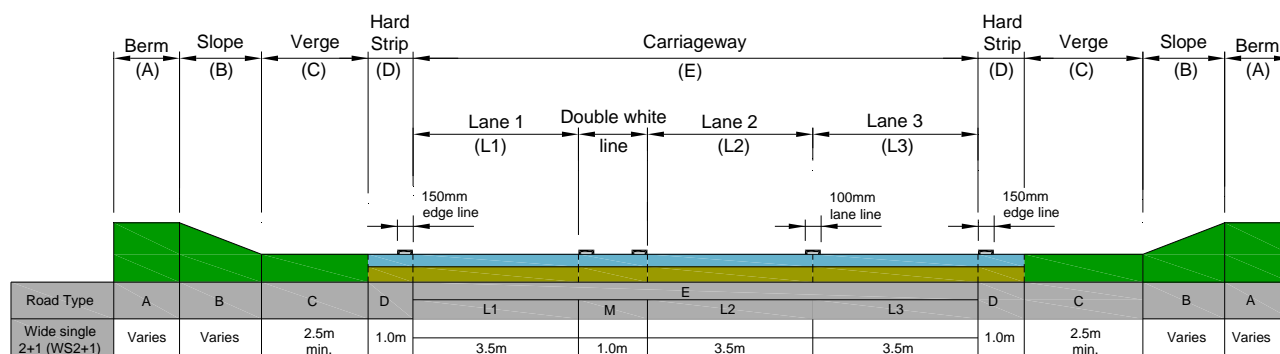 Hard Strip (D)
Hard Strip (D)
Berm (A)
Slope (B)
Verge (C)
Carriageway (E)
Verge (C)
Slope (B)
Berm (A)
Lane 1 (L1)
Double white line
Lane 2 (L2)
Lane 3 (L3)
150mm edge line
100mm lane line
150mm edge line
Road Type A B C D E D C B A
L1 M L2 L3
Wide single 2+1 (WS2+1) Varies Varies 2.5m min. 1.0m 3.5m 1.0m 3.5m 3.5m 1.0m 2.5m min. Varies Varies